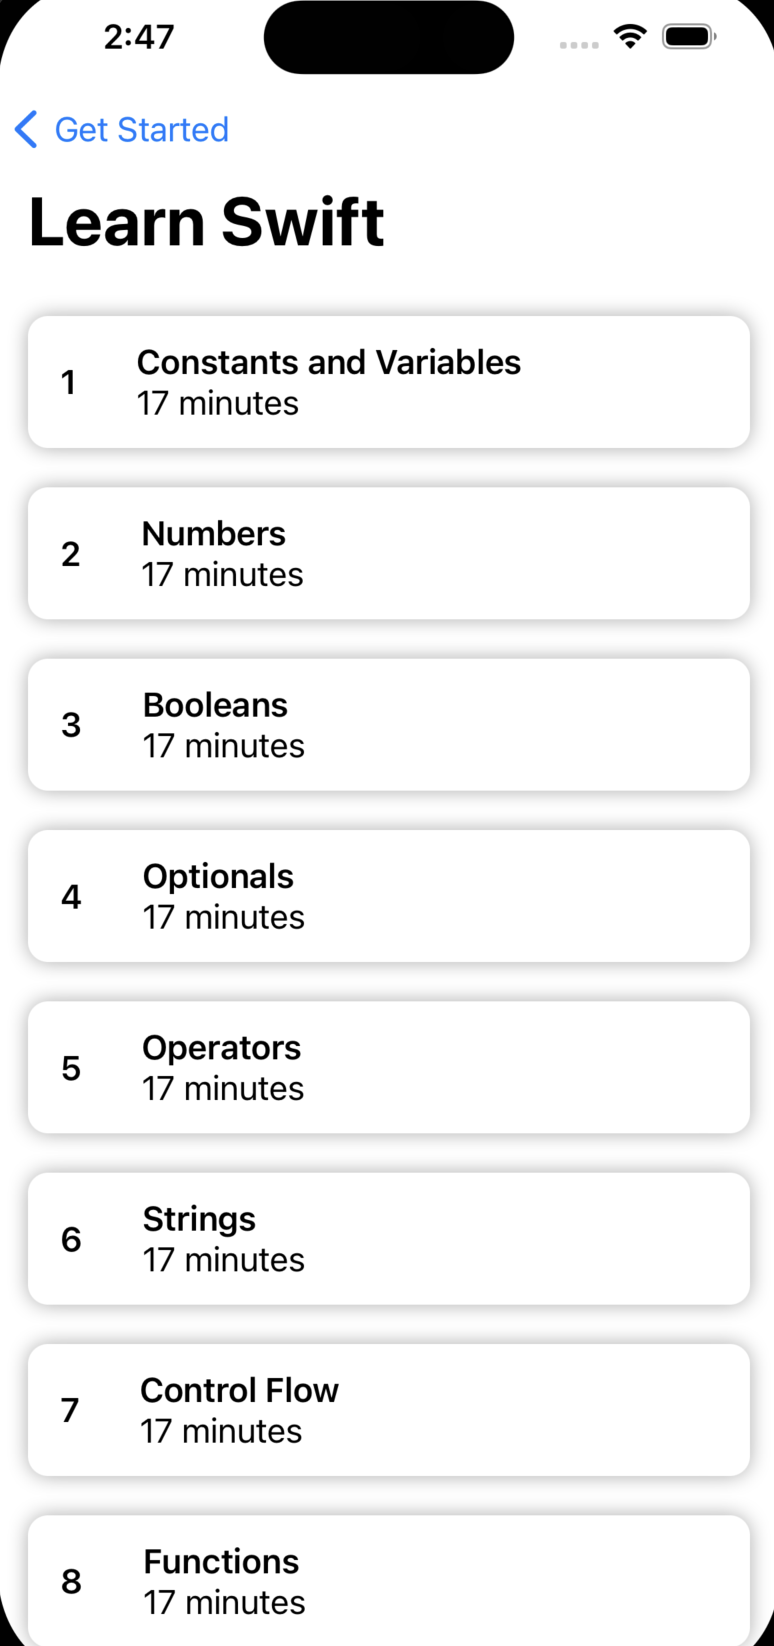 2:47
Get Started
Learn Swift
1
Constants and Variables
17 minutes
2
Numbers
17 minutes
3
Booleans
17 minutes
4
Optionals
17 minutes
5
Operators
17 minutes
6
Strings
17 minutes
7
Control Flow
17 minutes
8
Functions
17 minutes